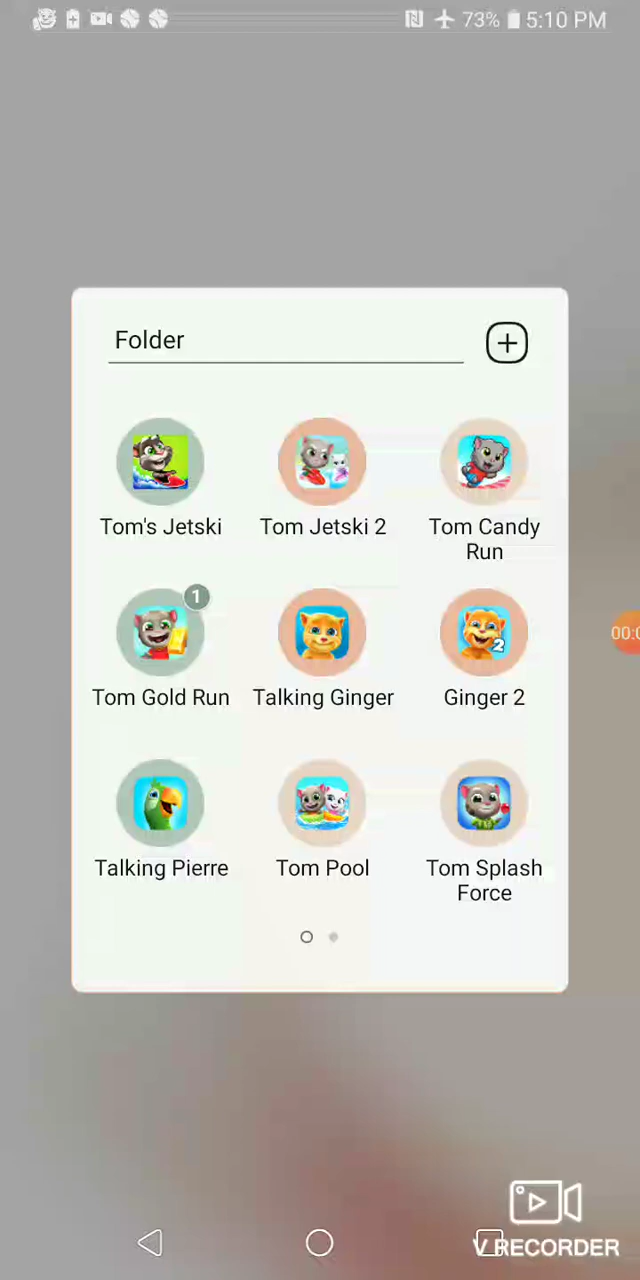 73% 5:10 PM
Folder
Tom's Jetski
Tom Jetski 2
Tom Candy
Run
1
Tom Gold Run
Talking Ginger
2
Ginger 2
Talking Pierre
Tom Pool
Tom Splash
Force
V RECORDER